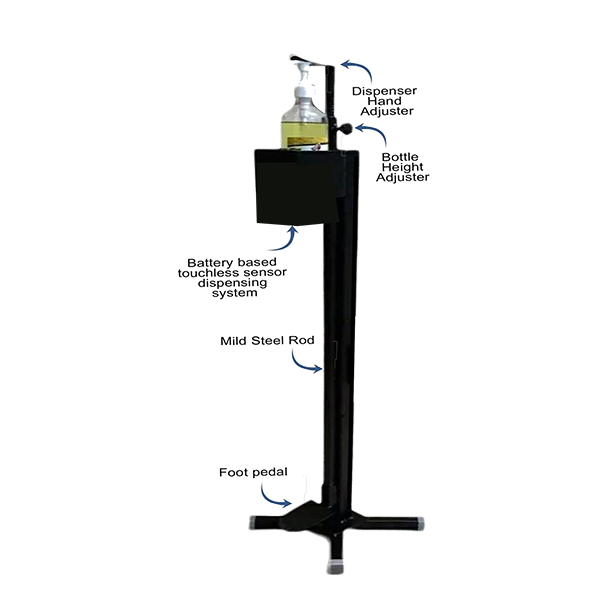 Dispenser
Hand
Adjuster
Bottle
Height
Adjuster
Battery based
touchless sensor
dispensing
system
Mild Steel Rod
Foot pedal